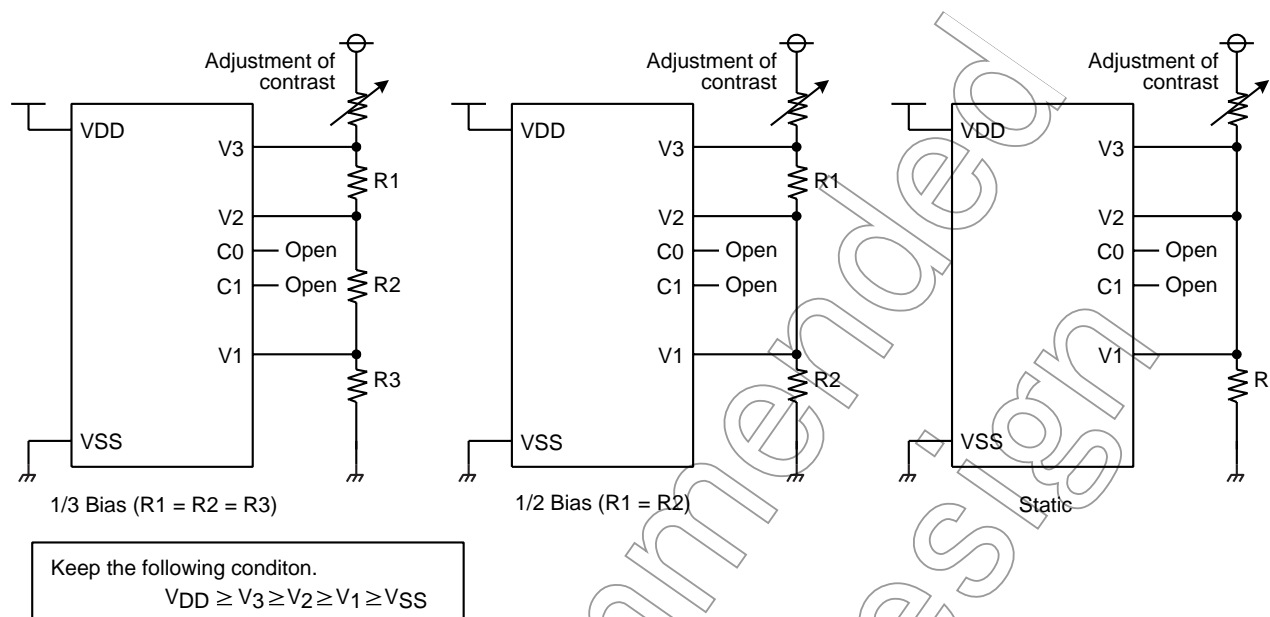 Adjustment of
contrast
VDD
V3
R1
V2
C0
Open
C1
Open
R2
V1
R3
VSS
1/3 Bias (R1 = R2 = R3)
Adjustment of
contrast
VDD
V3
R1
V2
C0
Open
C1
Open
V1
R2
VSS
1/2 Bias (R1 = R2)
Adjustment of
contrast
VDD
V3
V2
C0
Open
C1
Open
V1
R
VSS
Static
Keep the following conditon.
VDD ≥ V3 ≥ V2 ≥ V1 ≥ VSS
mmended
esign